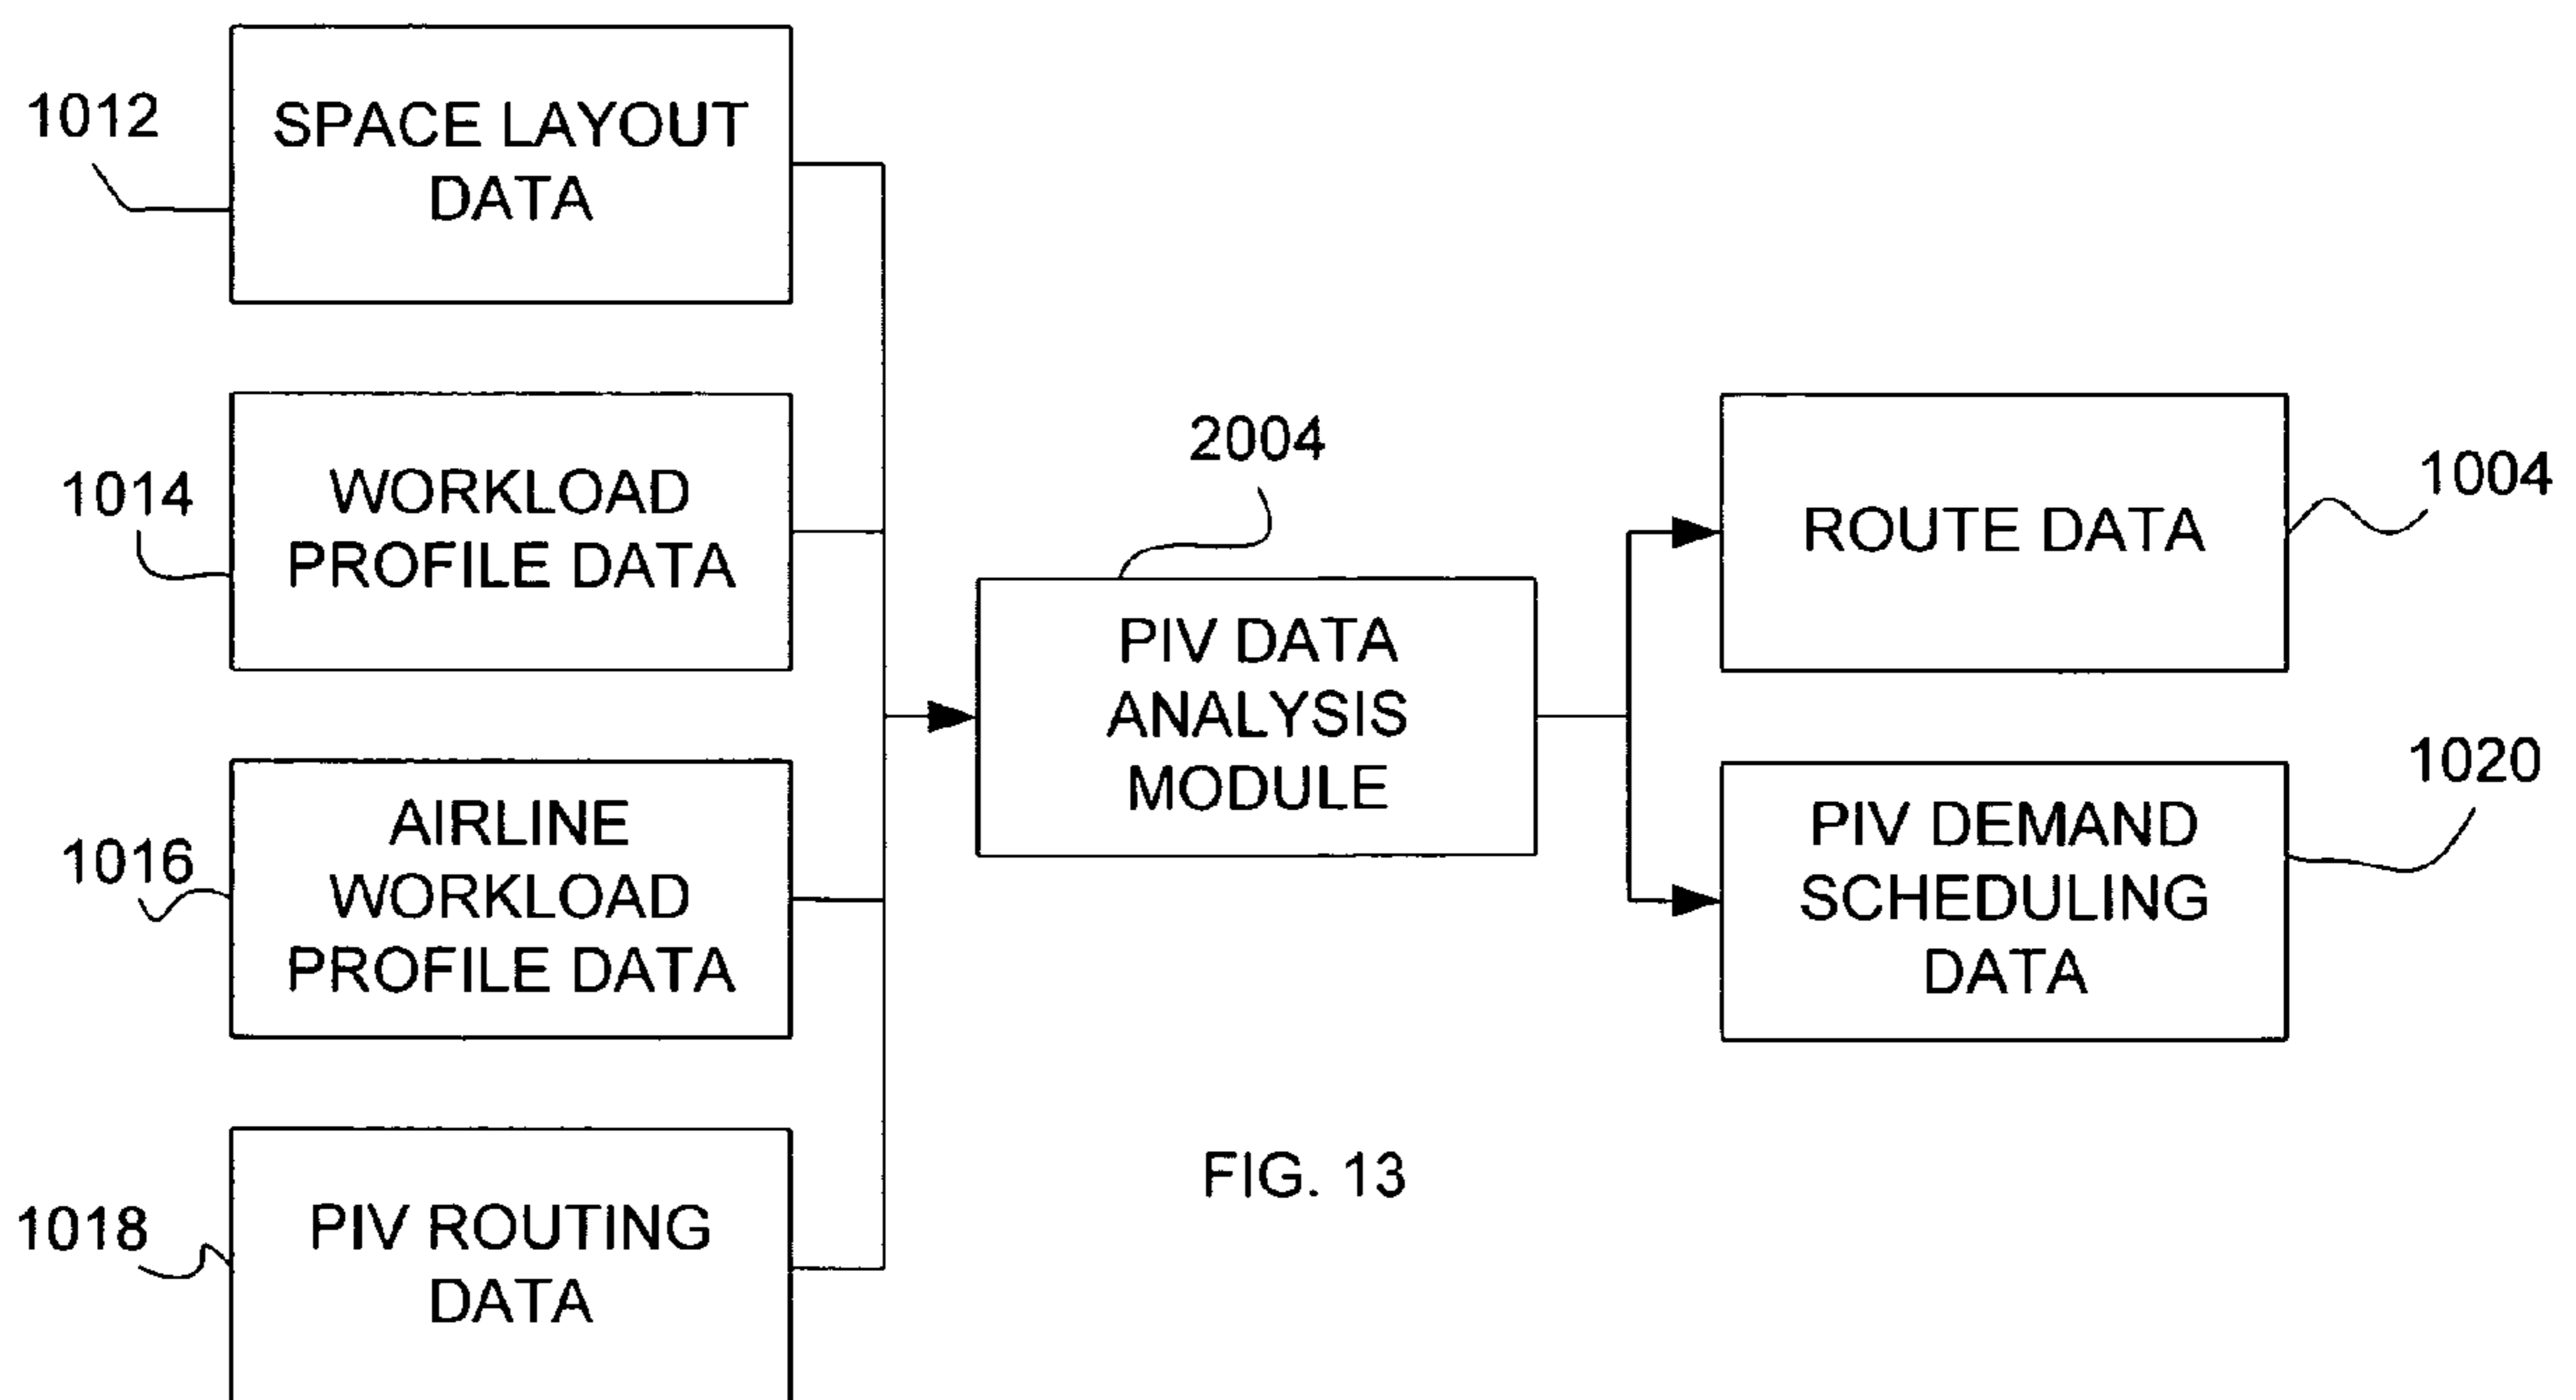 1012
SPACE LAYOUT
DATA
1014
WORKLOAD
PROFILE DATA
1016
AIRLINE
WORKLOAD
PROFILE DATA
1018
PIV ROUTING
DATA
2004
PIV DATA
ANALYSIS
MODULE
ROUTE DATA
1004
PIV DEMAND
SCHEDULING
DATA
1020
FIG. 13